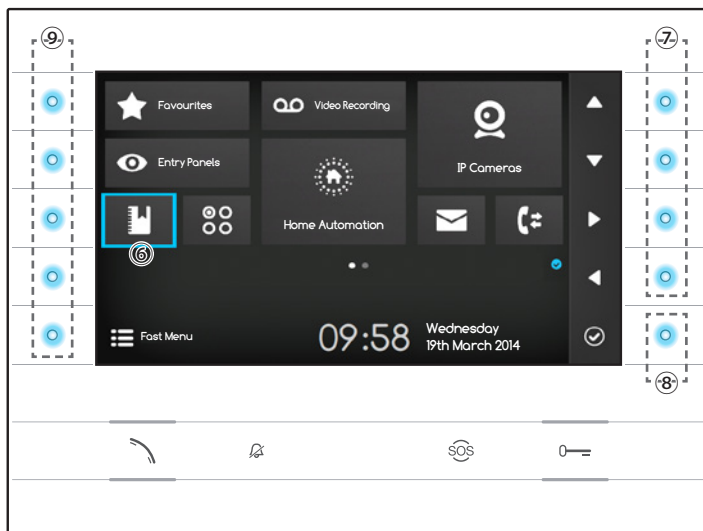 ⑨
⑦
Favourites
Video Recording
Entry Panels
IP Cameras
Home Automation
⑥
Fast Menu
09:58
Wednesday
19th March 2014
⑧
SOS